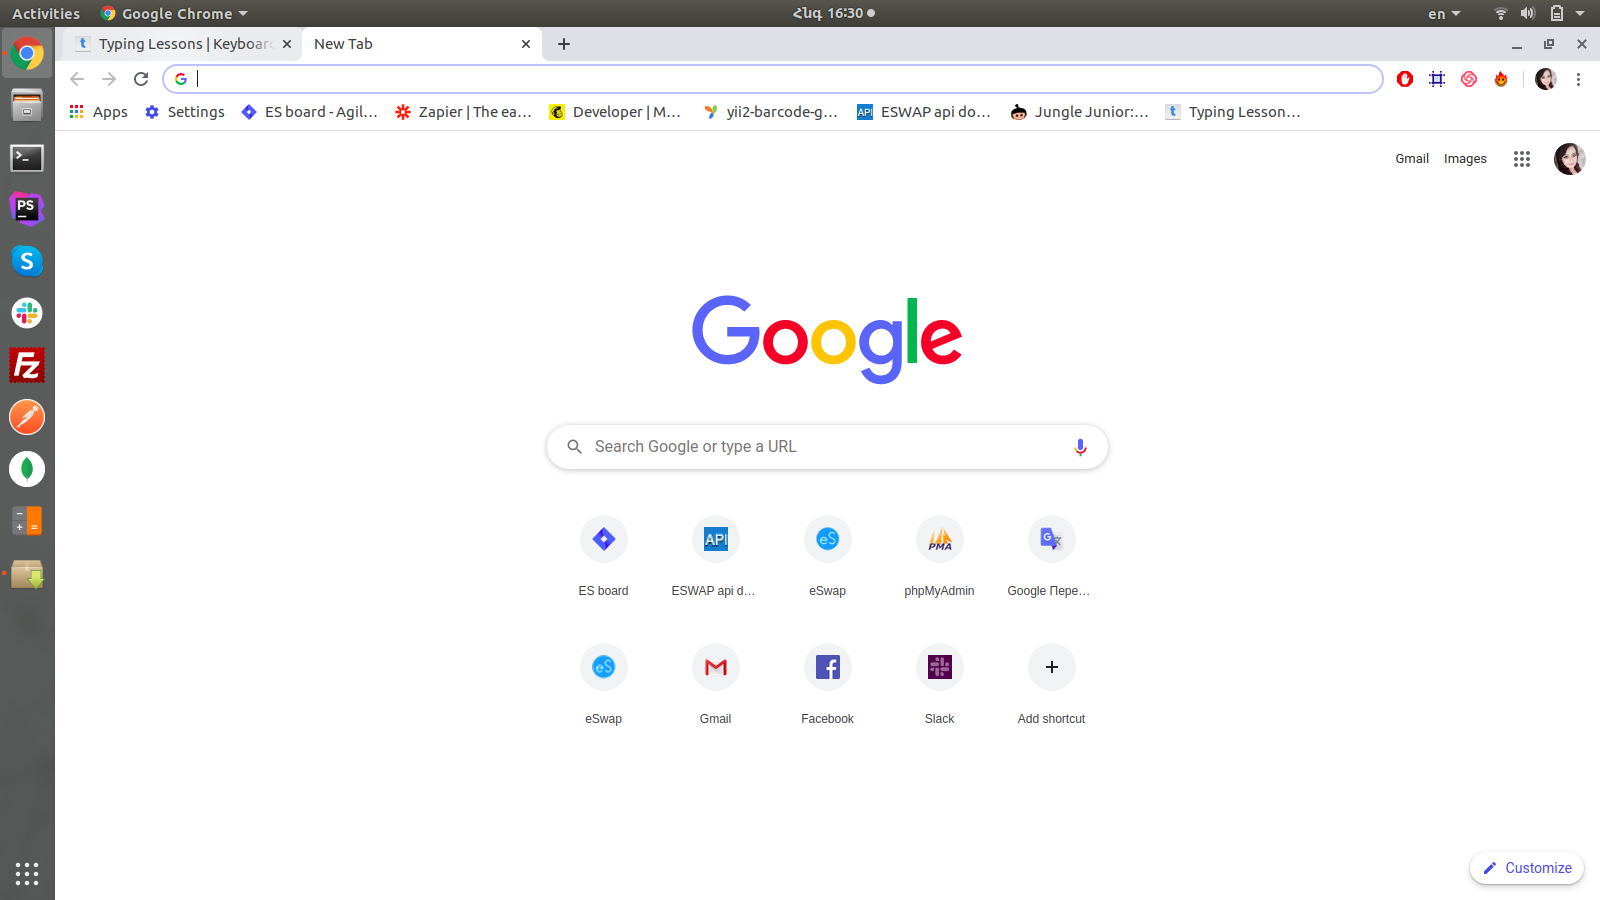 Activities Google Chrome Հնգ 16:30 en
Typing Lessons | Keyboar New Tab
Apps Settings ES board - Agil... Zapier | The ea... Developer | M... yii2-barcode-g... ESWAP api do... Jungle Junior:... Typing Lesson...
Gmail Images
Google
Search Google or type a URL
ES board ESWAP api d... eSwap phpMyAdmin Google Пере...
eSwap Gmail Facebook Slack Add shortcut
Customize